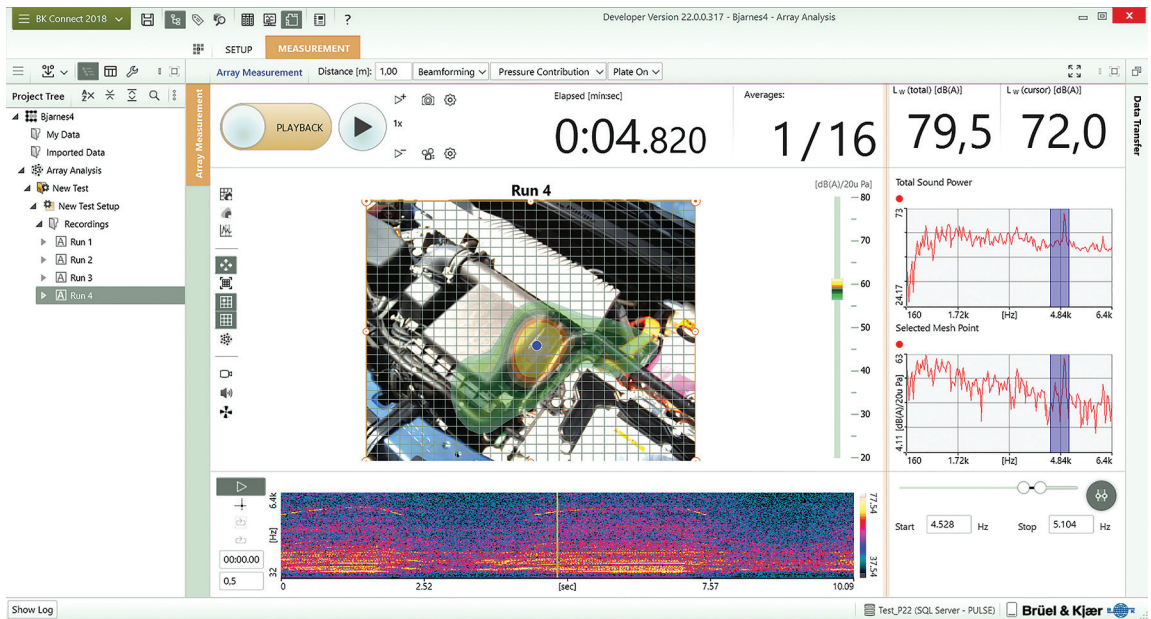 BK Connect 2018
?
Developer Version 22.0.0.317 - Bjarnes4 - Array Analysis
SETUP
MEASUREMENT
Array Measurement
Distance [m]:
1,00
Beamforming
Pressure Contribution
Plate On
Project Tree
Bjarnes4
My Data
Imported Data
Array Analysis
New Test
New Test Setup
Recordings
Run 1
Run 2
Run 3
Run 4
Array Measurement
PLAYBACK
1x
Elapsed [min:sec]
0:04.820
Averages:
1/16
L w (total) [dB(A)]
79,5
L w (cursor) [dB(A)]
72,0
Data Transfer
Run 4
[dB(A)/20u Pa]
80
70
60
50
40
30
20
Total Sound Power
73
24.17
160
1.72k
[Hz]
4.84k
6.4k
Selected Mesh Point
63
4.11 [dB(A)/20u Pa]
160
1.72k
[Hz]
4.84k
6.4k
Start
4.528
Hz
Stop
5.104
Hz
00:00.00
0,5
6.4k
[Hz]
32
0
2.52
[sec]
7.57
10.09
77.54
37.54
Show Log
Test_P22 (SQL Server - PULSE)
Brüel & Kjær